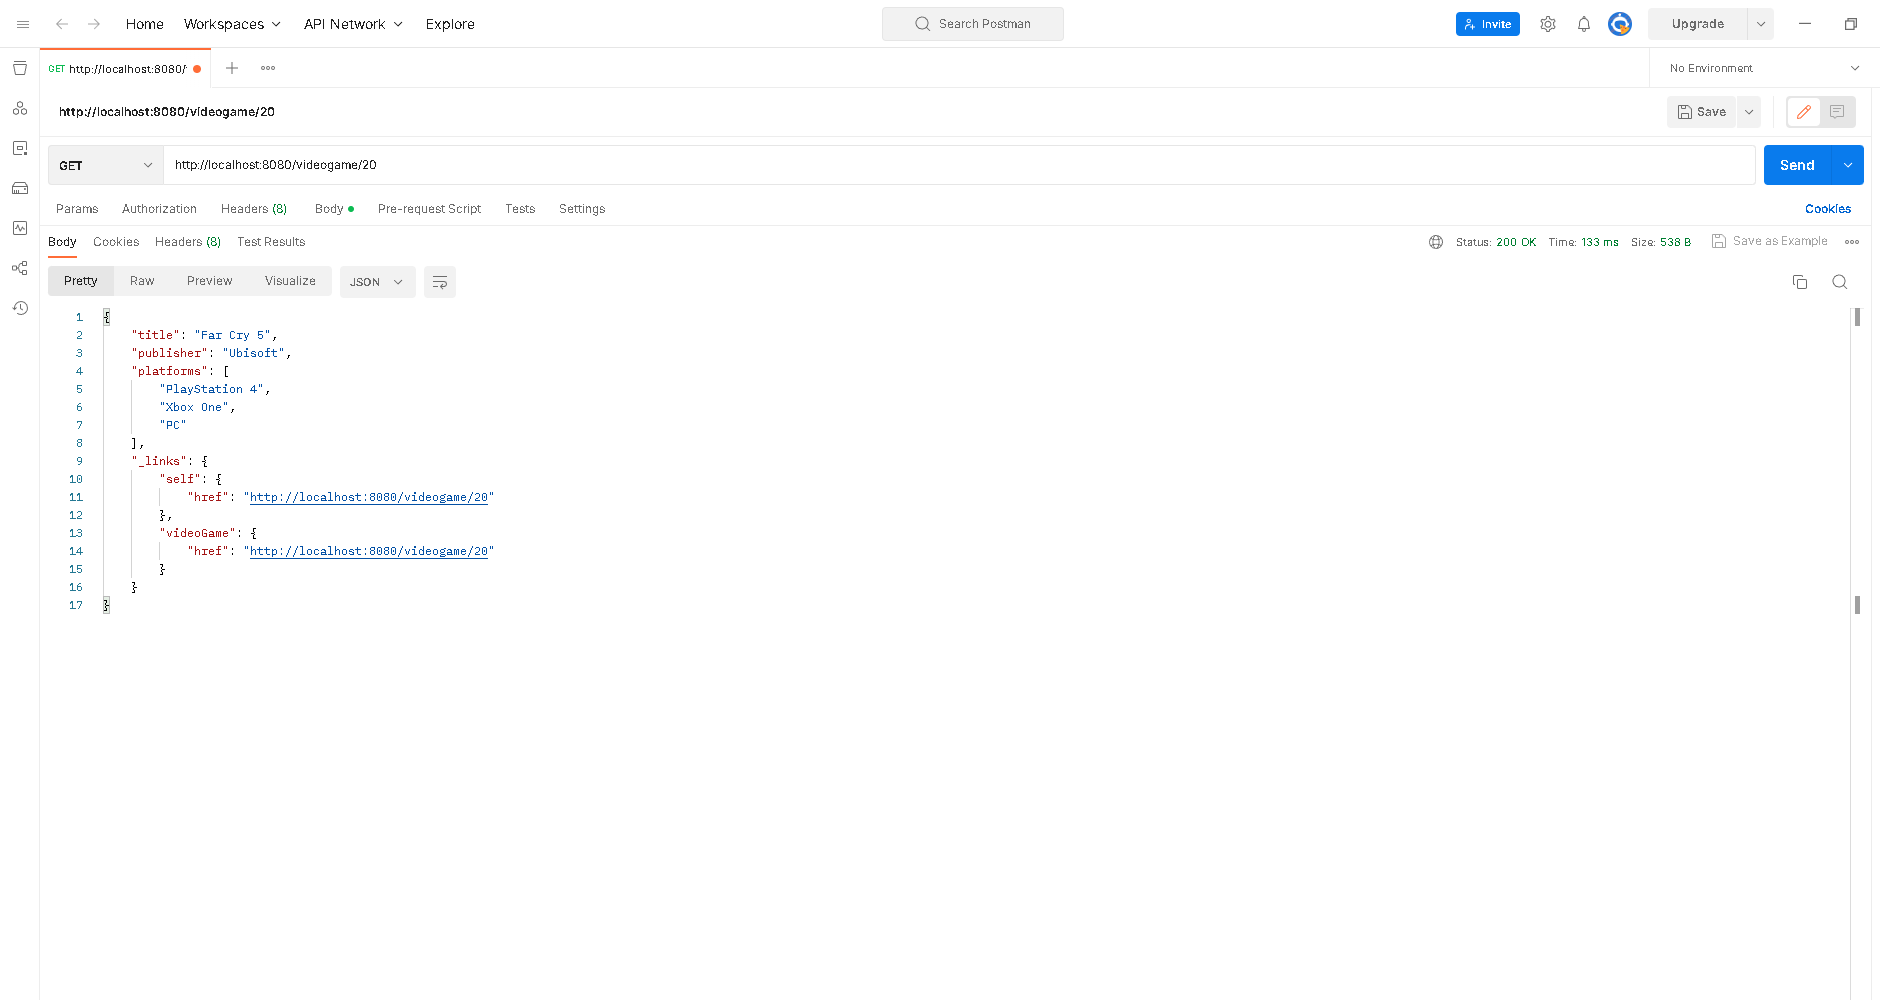 Home Workspaces API Network Explore Search Postman Invite Upgrade
GET http://localhost:8080/ No Environment
http://localhost:8080/videogame/20 Save
GET http://localhost:8080/videogame/20 Send
Params Authorization Headers (8) Body Pre-request Script Tests Settings Cookies
Body Cookies Headers (8) Test Results Status: 200 OK Time: 133 ms Size: 538 B Save as Example
Pretty Raw Preview Visualize JSON
1 {
2 "title": "Far Cry 5",
3 "publisher": "Ubisoft",
4 "platforms": [
5 "PlayStation 4",
6 "Xbox One",
7 "PC"
8 ],
9 "_links": {
10 "self": {
11 "href": "http://localhost:8080/videogame/20"
12 },
13 "videoGame": {
14 "href": "http://localhost:8080/videogame/20"
15 }
16 }
17 }